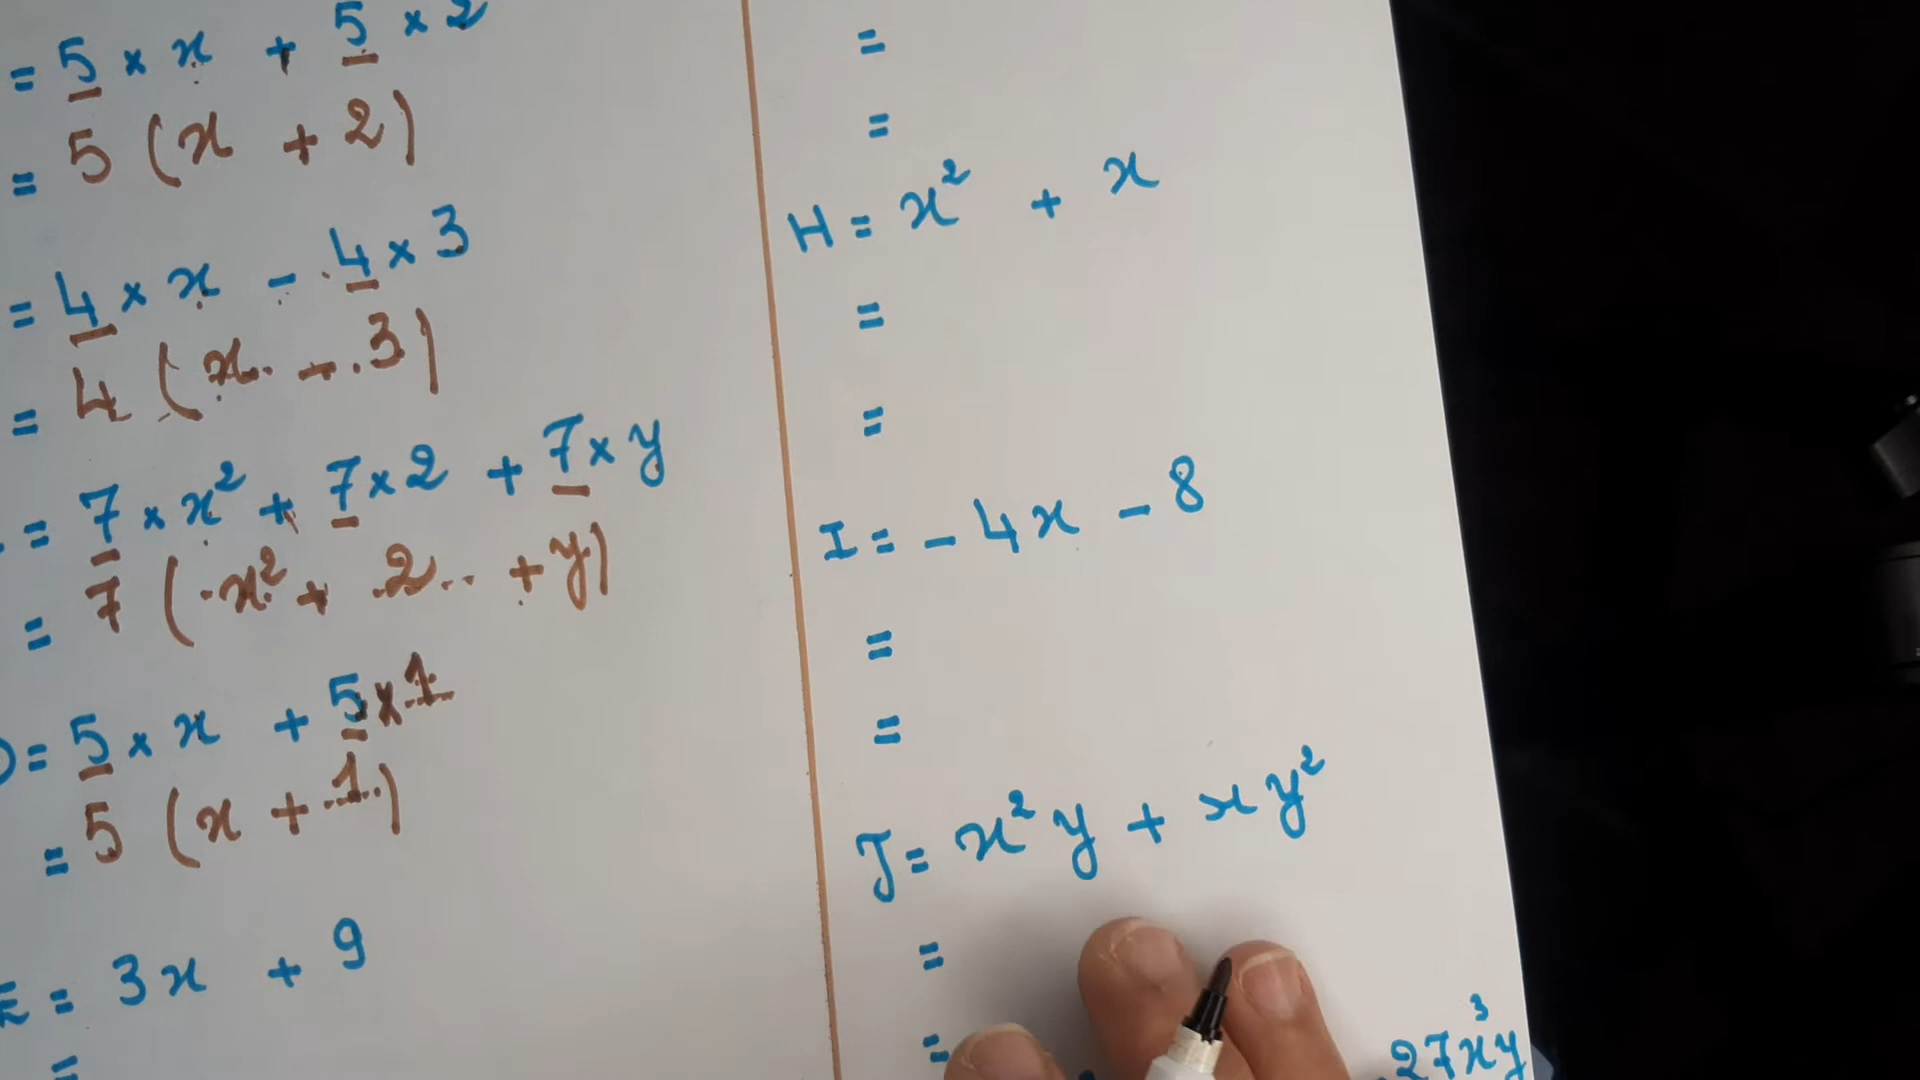 = 5 × x + 5 × 2
= 5 (x + 2)
= 4 × x - 4 × 3
= 4 (x - 3)
= 7 × x² + 7 × 2 + 7 × y
= 7 (x² + 2 + y)
D = 5 × x + 5 × 1
= 5 (x + 1)
E = 3x + 9
=
=
=
H = x² + x
=
=
I = - 4x - 8
=
=
J = x²y + xy²
=
=
27x³y